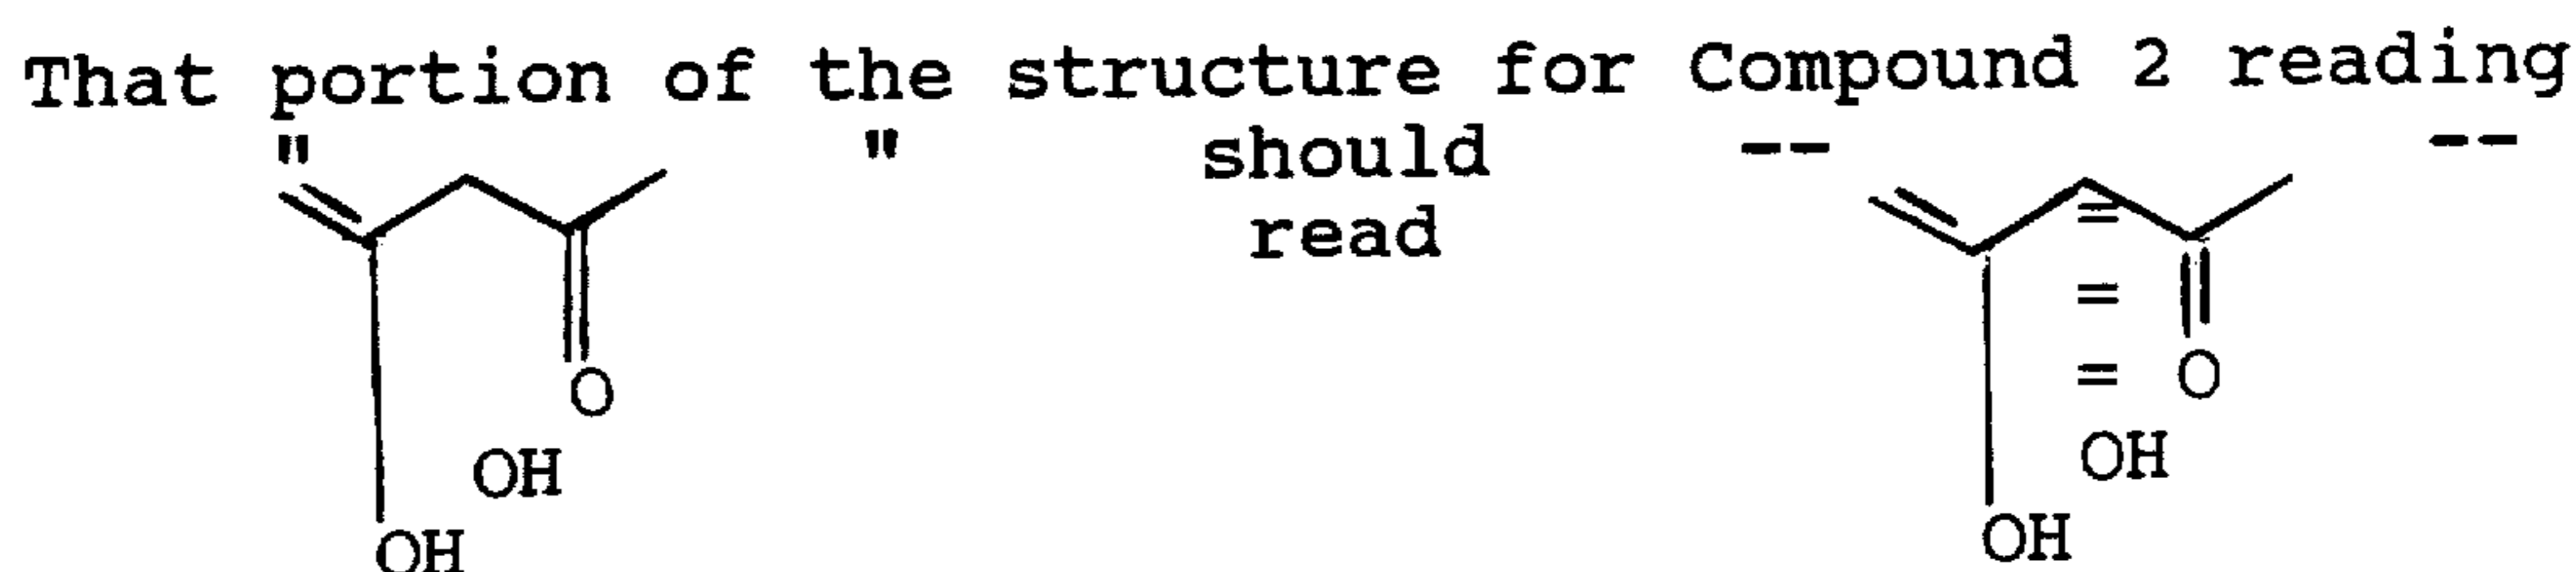 That portion of the structure for Compound 2 reading
" " should -- --
read
O O
OH OH
OH OH